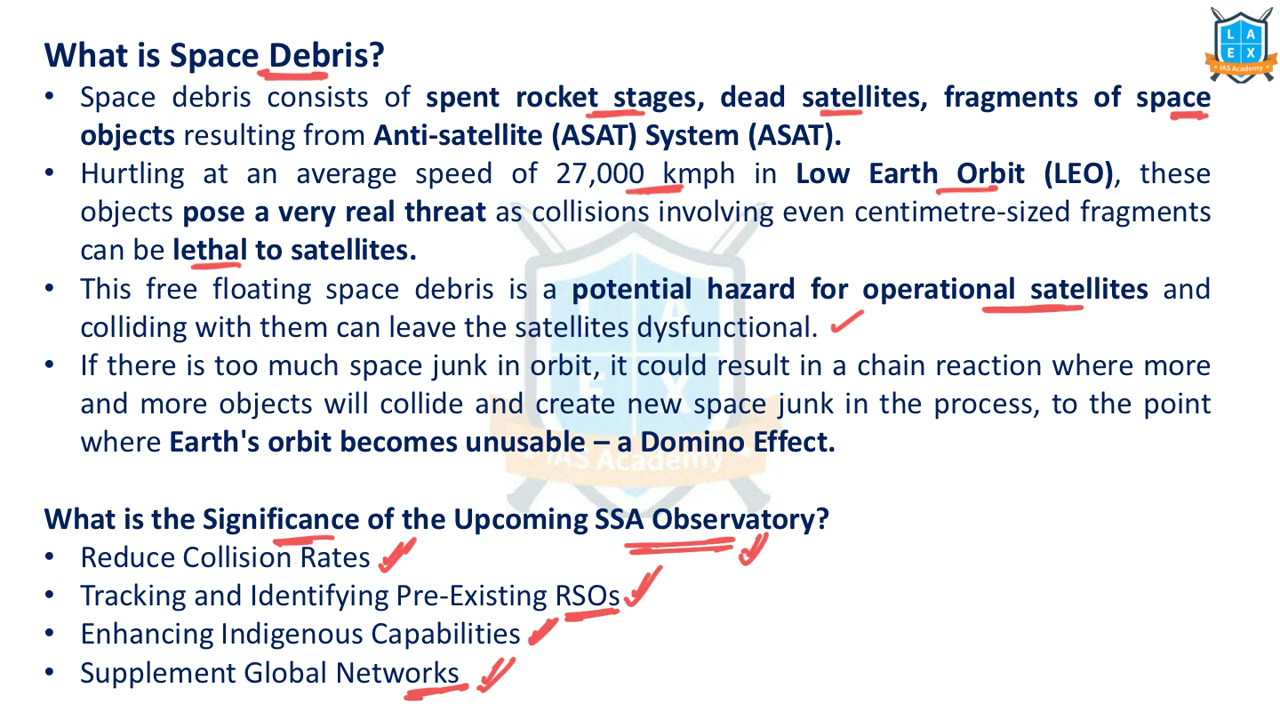 What is Space Debris?
• Space debris consists of spent rocket stages, dead satellites, fragments of space
objects resulting from Anti-satellite (ASAT) System (ASAT).
• Hurtling at an average speed of 27,000 kmph in Low Earth Orbit (LEO), these
objects pose a very real threat as collisions involving even centimetre-sized fragments
can be lethal to satellites.
• This free floating space debris is a potential hazard for operational satellites and
colliding with them can leave the satellites dysfunctional.
• If there is too much space junk in orbit, it could result in a chain reaction where more
and more objects will collide and create new space junk in the process, to the point
where Earth's orbit becomes unusable – a Domino Effect.
What is the Significance of the Upcoming SSA Observatory?
• Reduce Collision Rates
• Tracking and Identifying Pre-Existing RSOs
• Enhancing Indigenous Capabilities
• Supplement Global Networks
L A
E X
IAS Academy
L A
E X
IAS Academy